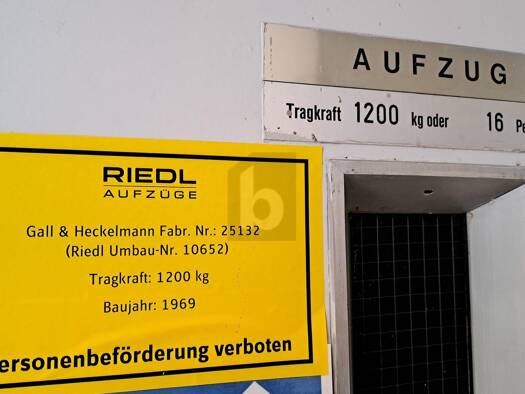 AUFZUG
Tragkraft 1200 kg oder 16 Pe
RIEDL
AUFZÜGE
Gall & Heckelmann Fabr. Nr.: 25132
(Riedl Umbau-Nr. 10652)
Tragkraft: 1200 kg
Baujahr: 1969
ersonenbeförderung verboten
b